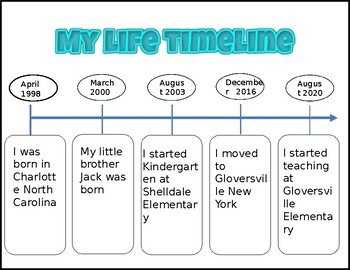 My Life Timeline
April
1998
March
2000
Augus
t 2003
Decembe
r 2016
Augus
t 2020
I was
born in
Charlott
e North
Carolina
My little
brother
Jack was
born
I started
Kindergart
en at
Shelldale
Elementar
y
I moved
to
Gloversvil
le New
York
I started
teaching
at
Gloversvi
lle
Elementa
ry